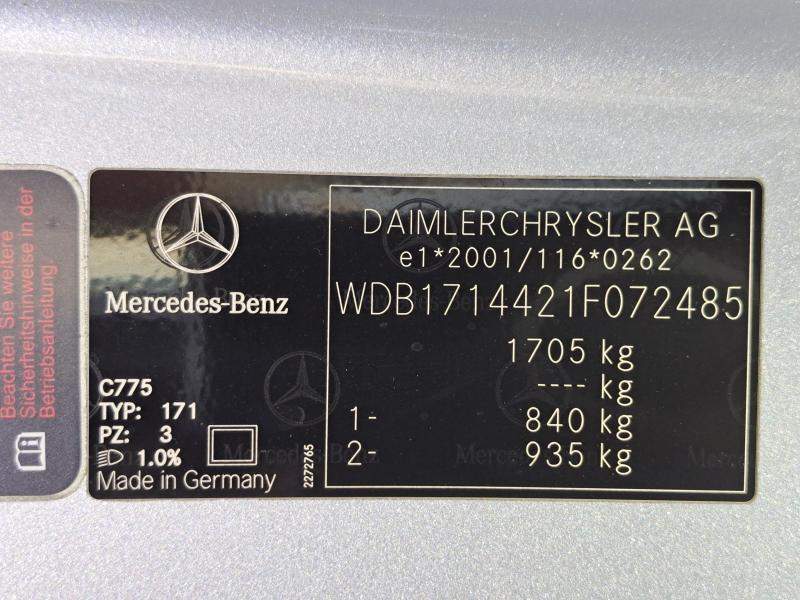 Beachten Sie weitere
Sicherheitshinweise in der
Betriebsanleitung.
Mercedes-Benz
C775
TYP: 171
PZ: 3
1.0%
Made in Germany
2272765
DAIMLERCHRYSLER AG
e1*2001/116*0262
WDB1714421F072485
1705 kg
---- kg
1- 840 kg
2- 935 kg